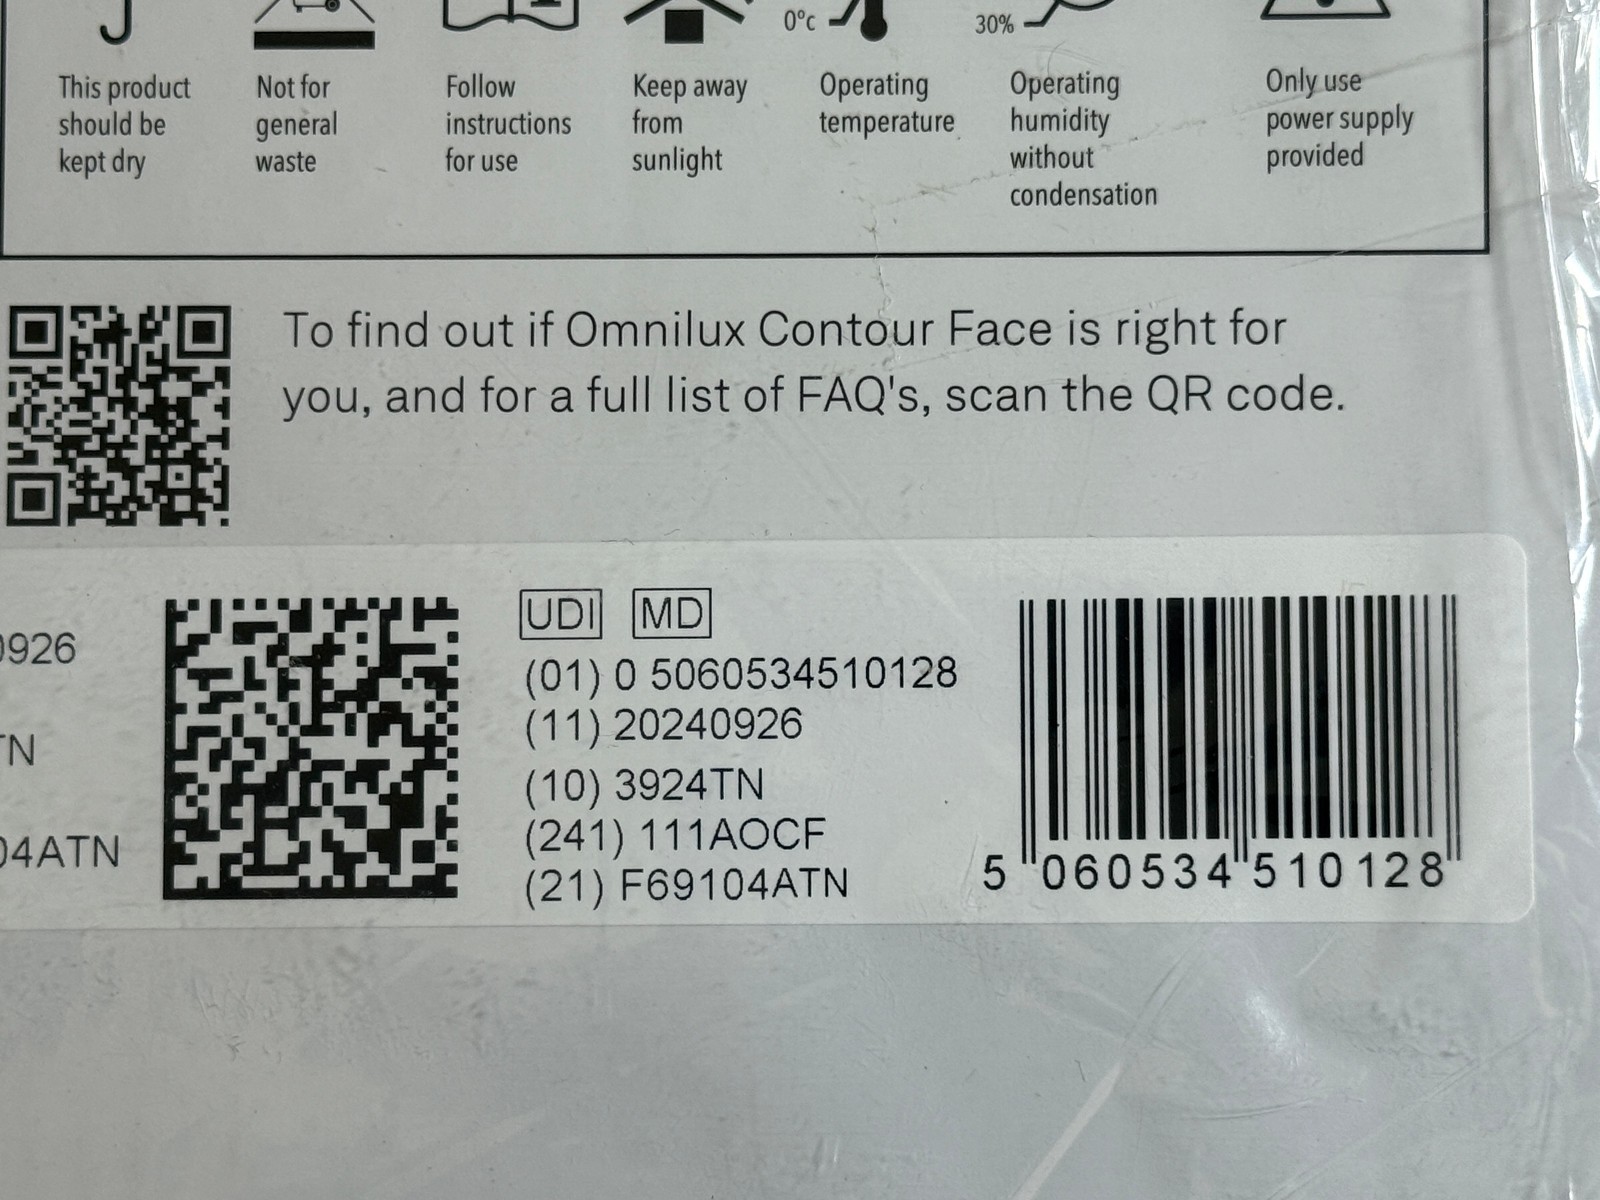 0°c
30%
This product
should be
kept dry
Not for
general
waste
Follow
instructions
for use
Keep away
from
sunlight
Operating
temperature
Operating
humidity
without
condensation
Only use
power supply
provided
To find out if Omnilux Contour Face is right for
you, and for a full list of FAQ's, scan the QR code.
0926
TN
04ATN
UDI MD
(01) 0 5060534510128
(11) 20240926
(10) 3924TN
(241) 111AOCF
(21) F69104ATN
5 060534 510128